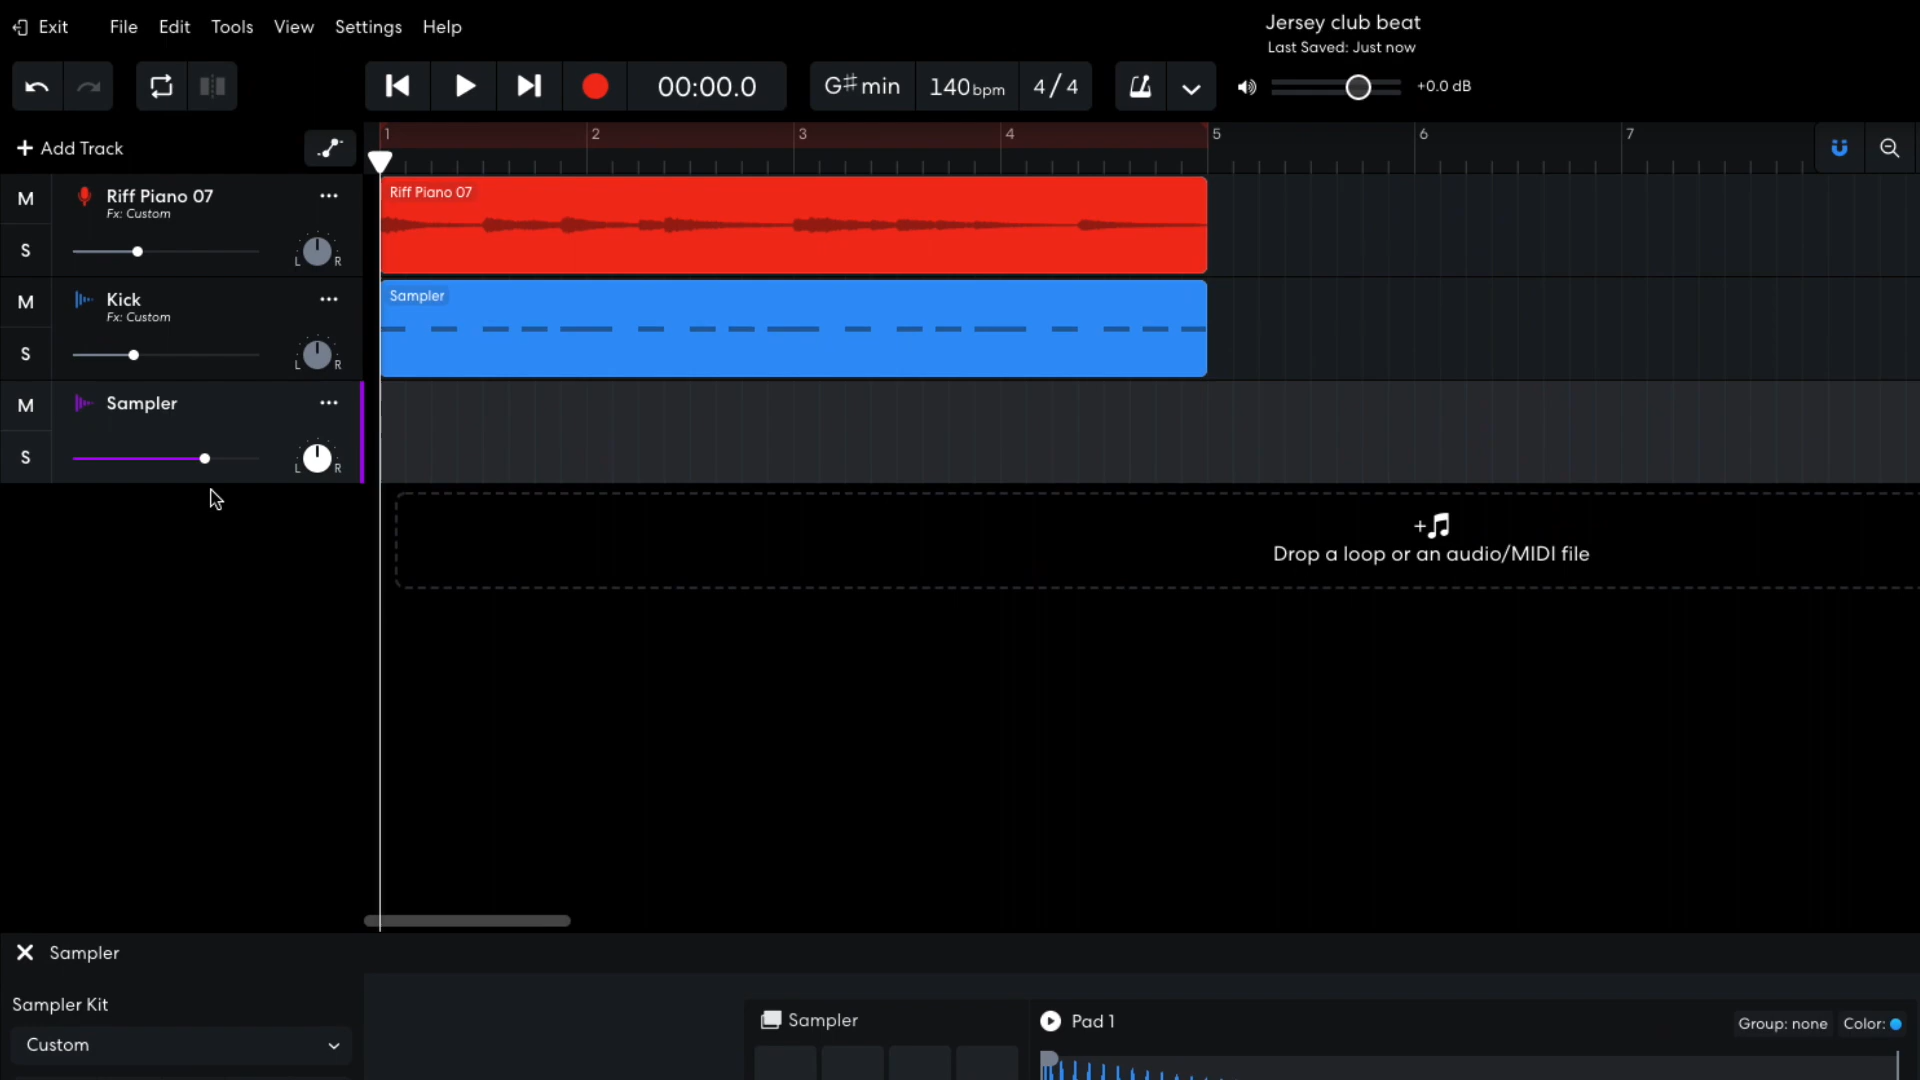 Exit File Edit Tools View Settings Help
Jersey club beat
Last Saved: Just now
00:00.0 G# min 140 bpm 4 / 4 +0.0 dB
+ Add Track
1 2 3 4 5 6 7
M Riff Piano 07
Fx: Custom
S L R
Riff Piano 07
M Kick
Fx: Custom
S L R
Sampler
M Sampler
S L R
Drop a loop or an audio/MIDI file
Sampler
Sampler Kit
Custom
Sampler
Pad 1
Group: none Color: